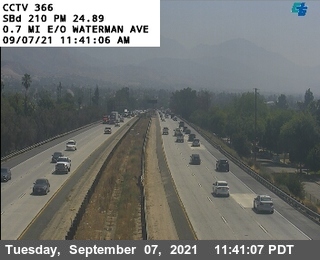 CCTV 366
SBd 210 PM 24.89
0.7 MI E/O WATERMAN AVE
09/07/21 11:41:06 AM
Tuesday, September 07, 2021 11:41:07 PDT